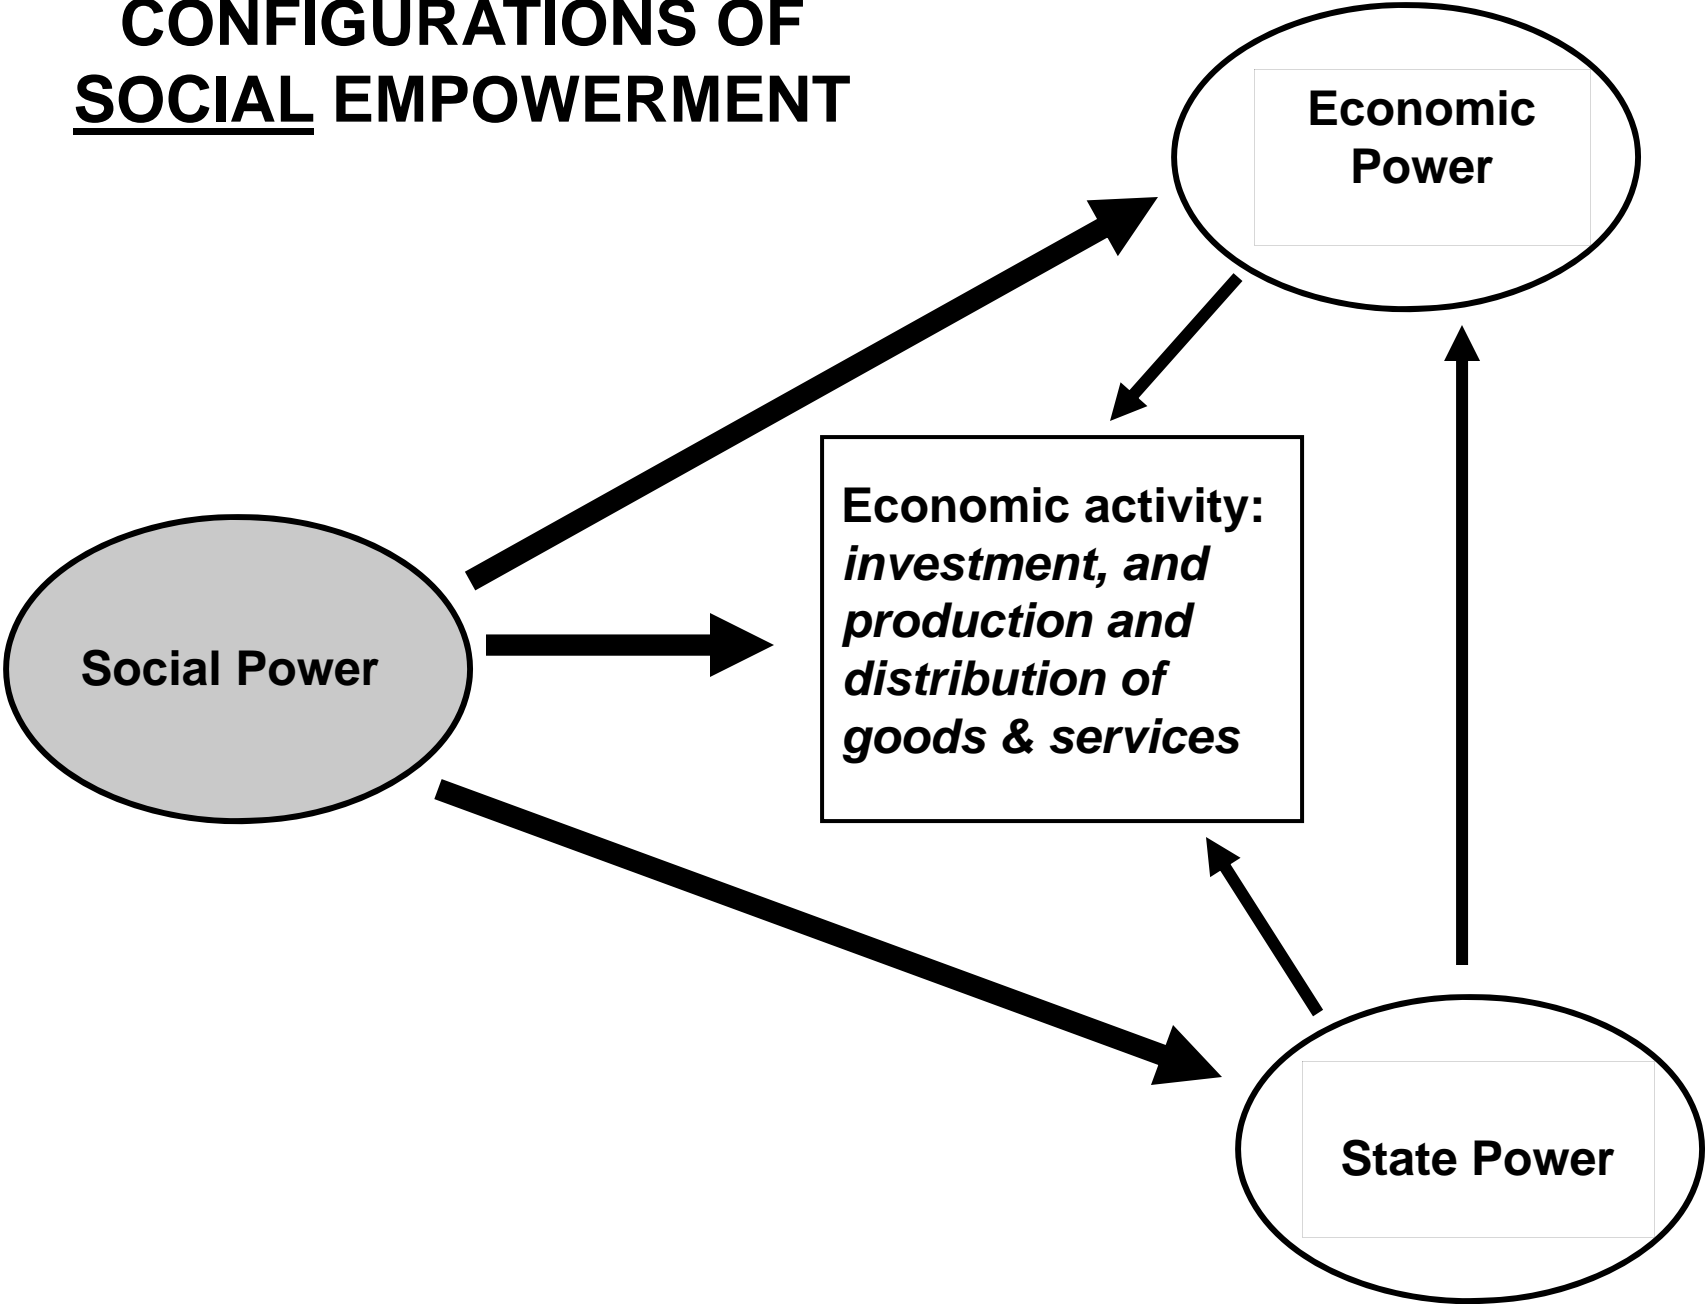 CONFIGURATIONS OF
SOCIAL EMPOWERMENT
Economic
Power
Economic activity:
investment, and
production and
distribution of
goods & services
Social Power
State Power